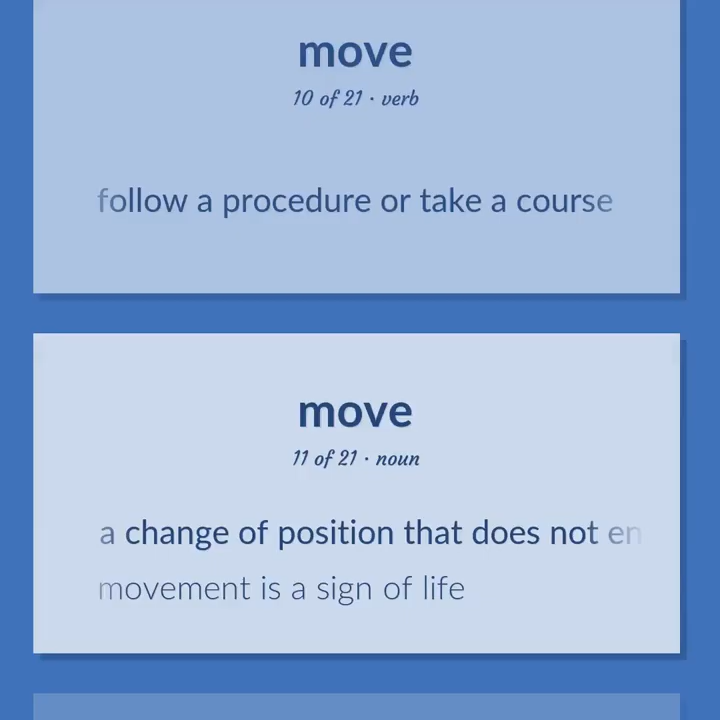 move
10 of 21 · verb
follow a procedure or take a course
move
11 of 21 · noun
a change of position that does not en
movement is a sign of life